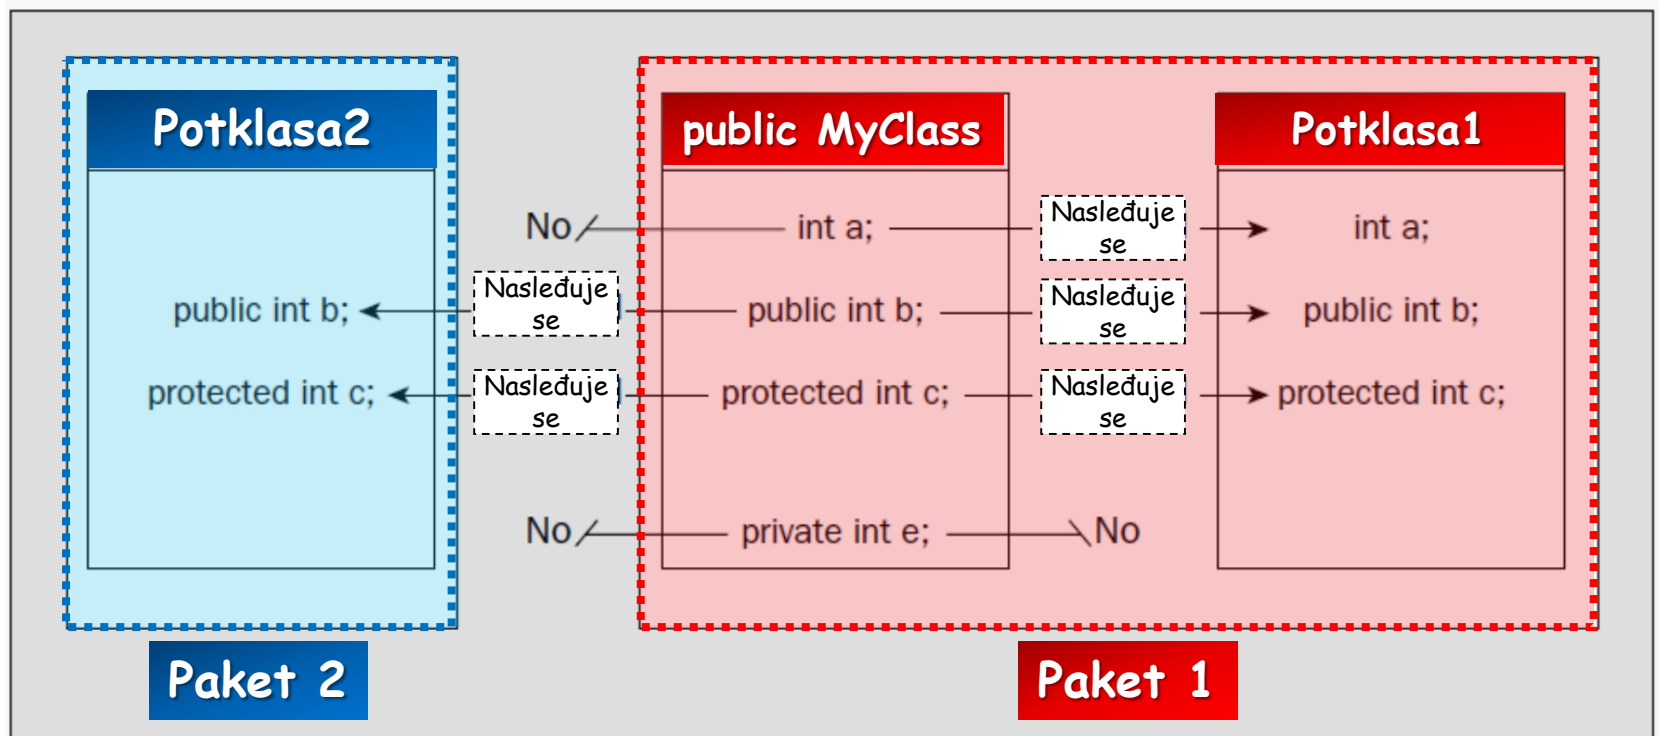 Potklasa2
public MyClass
Potklasa1
No
int a;
Nasleđuje
se
int a;
public int b;
Nasleđuje
se
public int b;
Nasleđuje
se
public int b;
protected int c;
Nasleđuje
se
protected int c;
Nasleđuje
se
protected int c;
No
private int e;
No
Paket 2
Paket 1